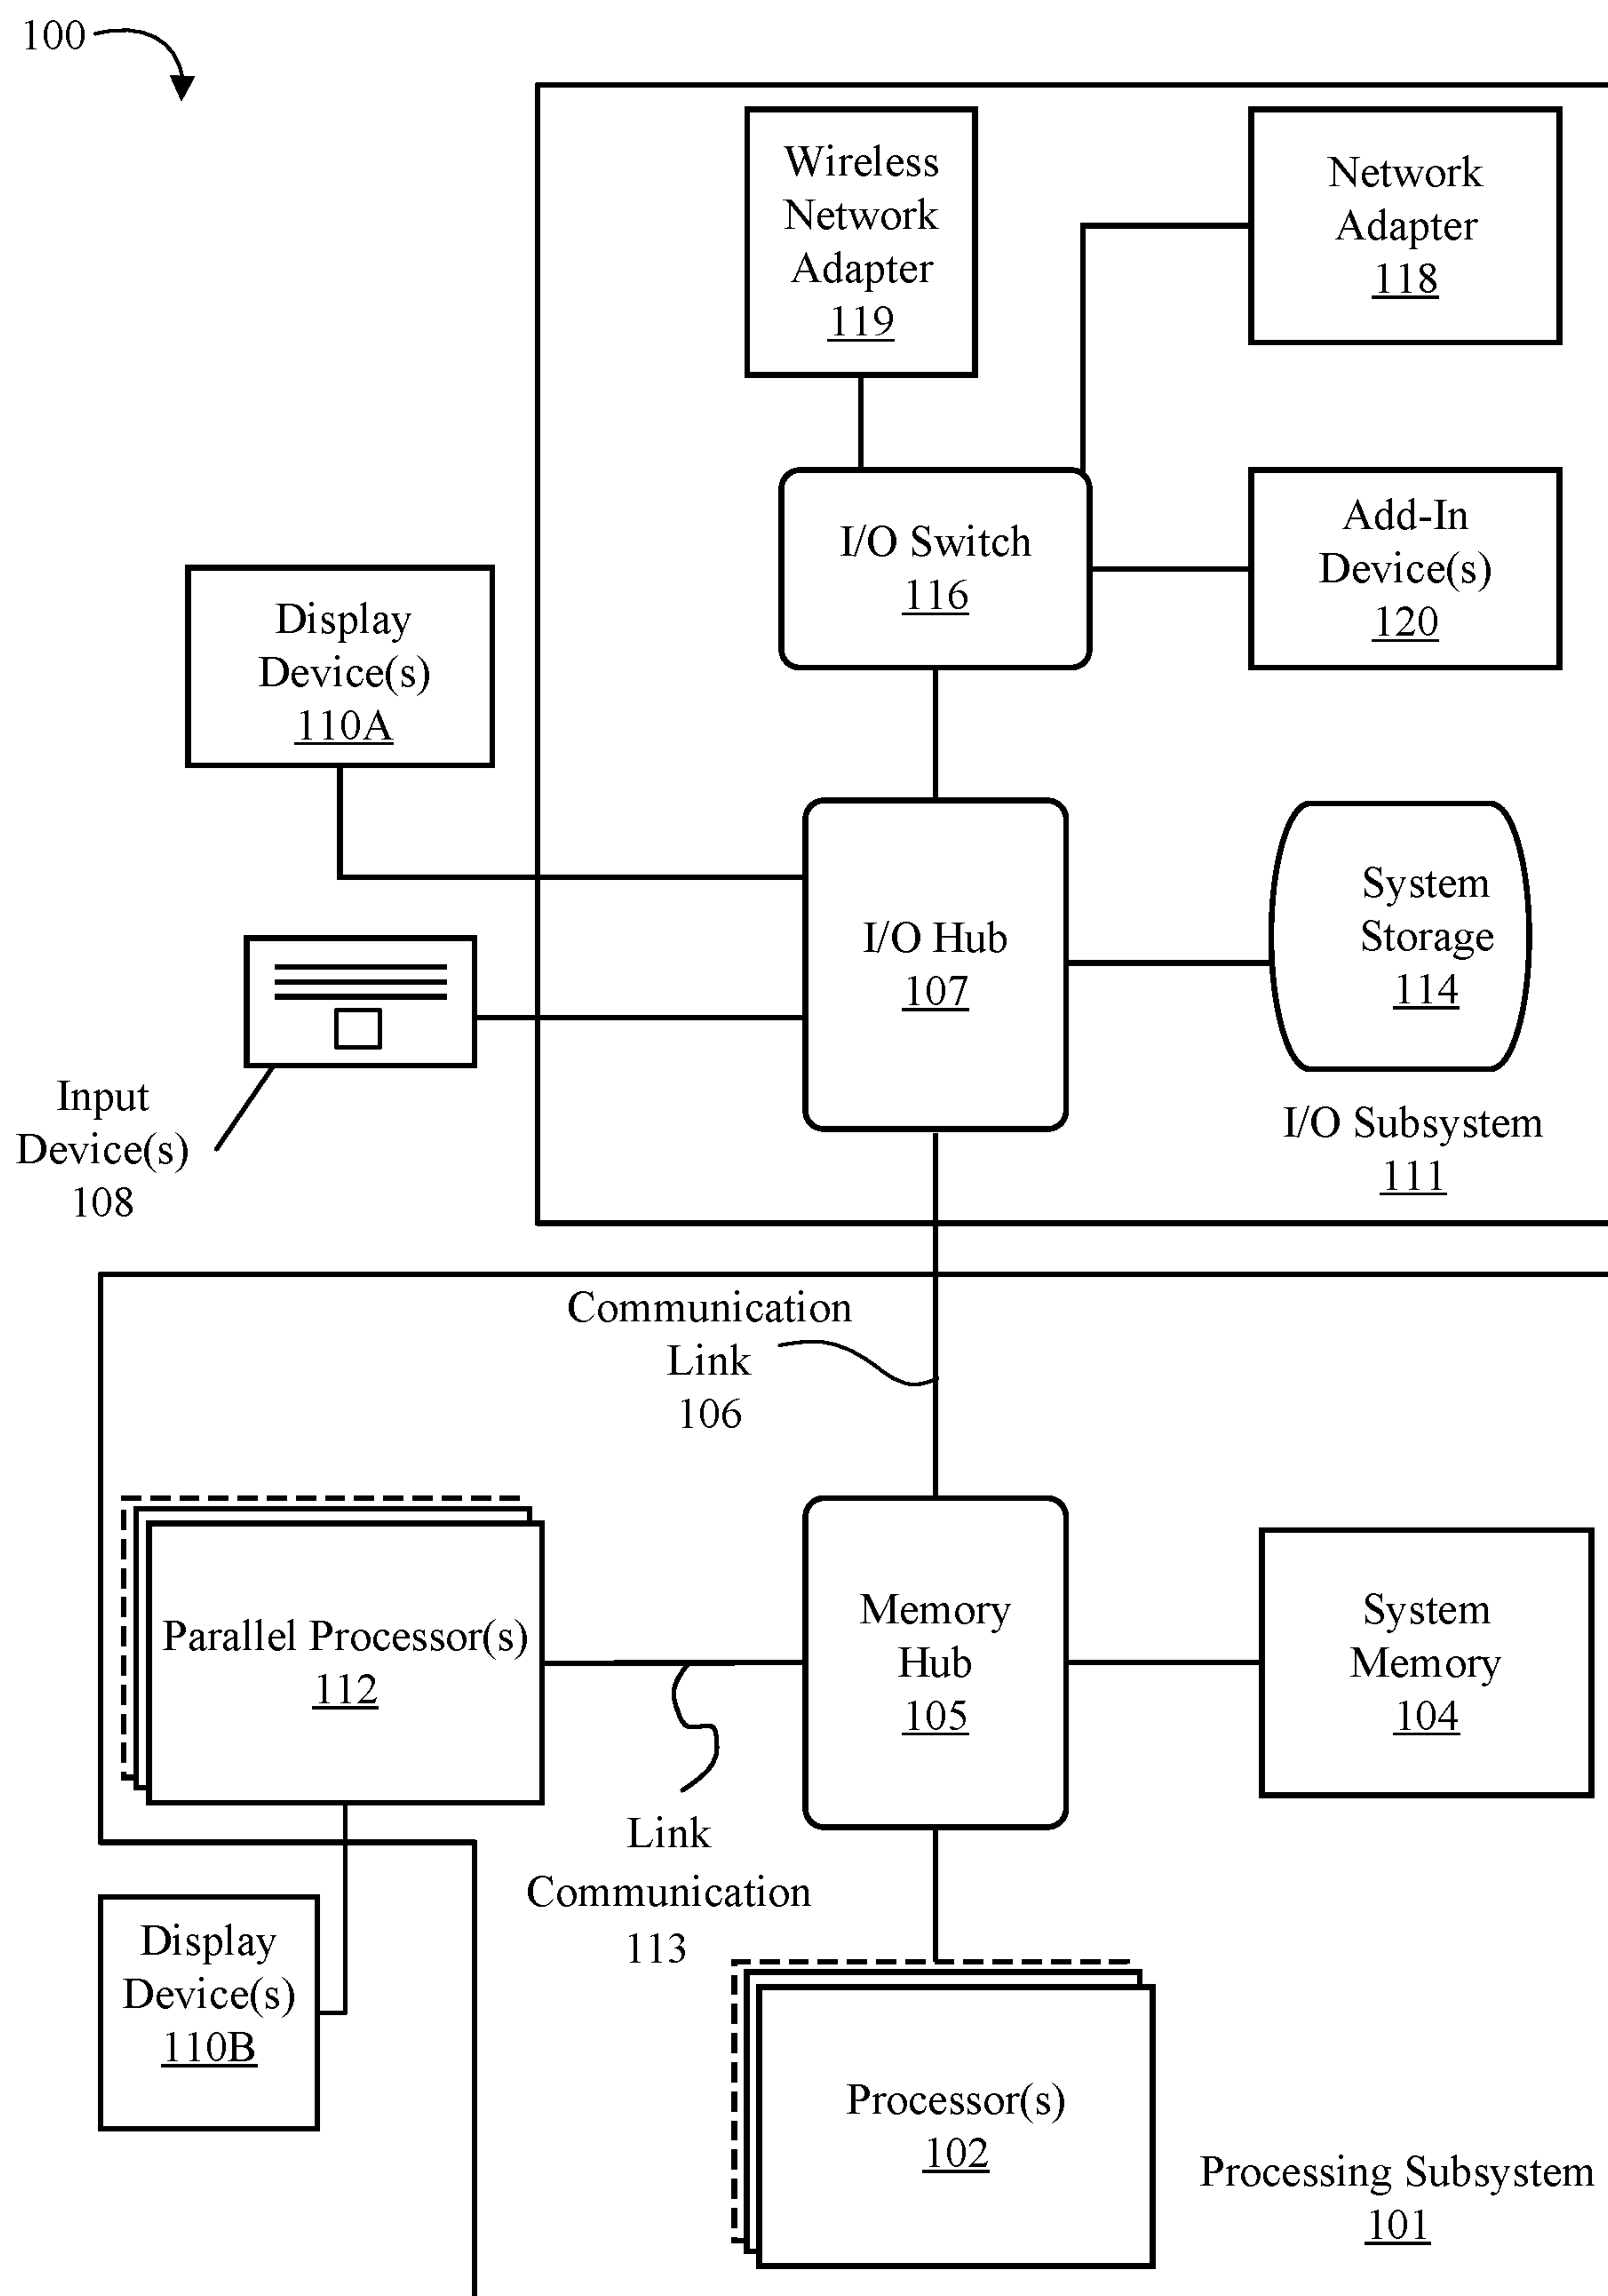 100
Wireless
Network
Adapter
119
Network
Adapter
118
I/O Switch
116
Add-In
Device(s)
120
Display
Device(s)
110A
I/O Hub
107
System
Storage
114
Input
Device(s)
108
I/O Subsystem
111
Communication
Link
106
Parallel Processor(s)
112
Memory
Hub
105
System
Memory
104
Link
Communication
113
Display
Device(s)
110B
Processor(s)
102
Processing Subsystem
101